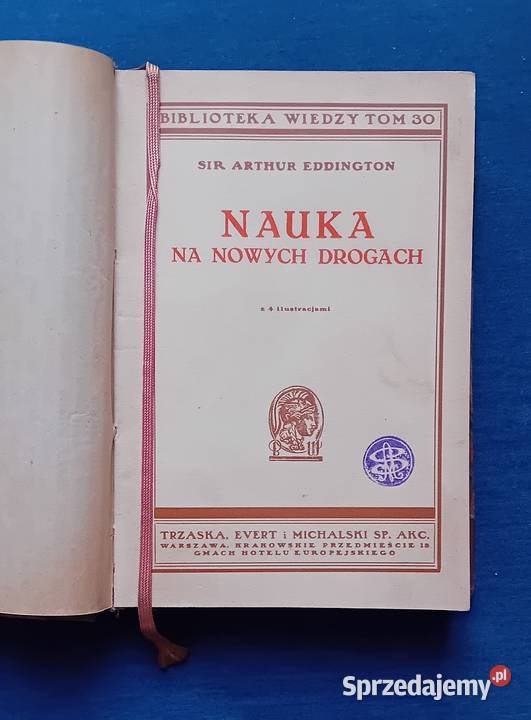 BIBLIOTEKA WIEDZY TOM 30
SIR ARTHUR EDDINGTON
NAUKA
NA NOWYCH DROGACH
z 4 ilustracjami
B W
TRZASKA, EVERT i MICHALSKI SP. AKC.
WARSZAWA, KRAKOWSKIE PRZEDMIEŚCIE 13
GMACH HOTELU EUROPEJSKIEGO
Sprzedajemy.pl